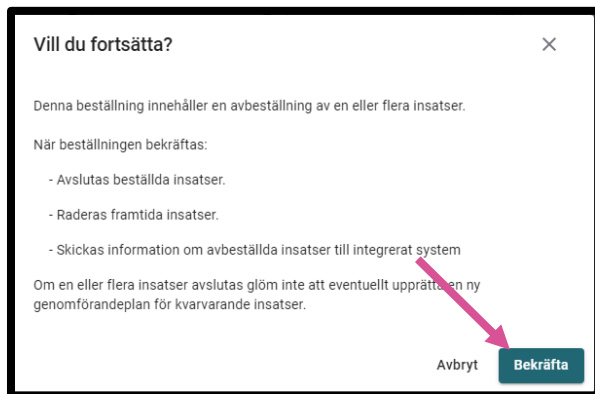 Vill du fortsätta?
Denna beställning innehåller en avbeställning av en eller flera insatser.
När beställningen bekräftas:
- Avslutas beställda insatser.
- Raderas framtida insatser.
- Skickas information om avbeställda insatser till integrerat system
Om en eller flera insatser avslutas glöm inte att eventuellt upprätta en ny
genomförandeplan för kvarvarande insatser.
Avbryt Bekräfta